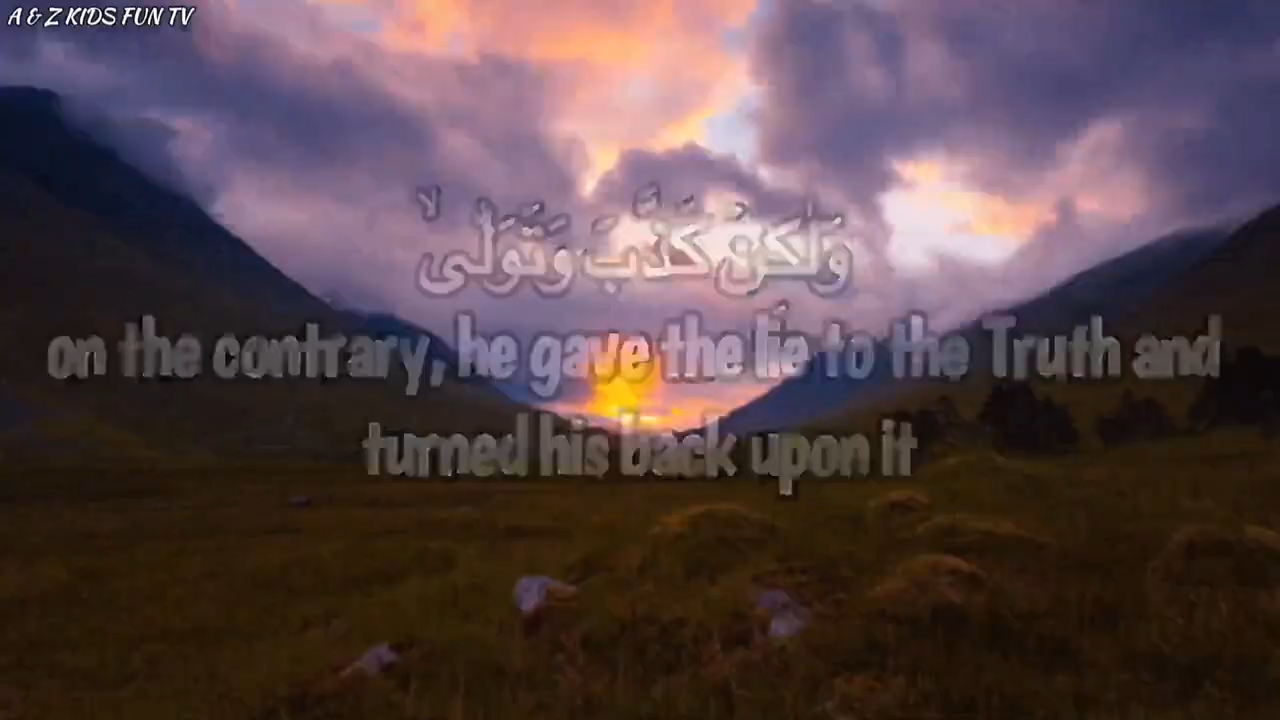 A & Z KIDS FUN TV
وَلٰكِنْ كَذَّبَ وَتَوَلّٰىۙ
on the contrary, he gave the lie to the Truth and
turned his back upon it